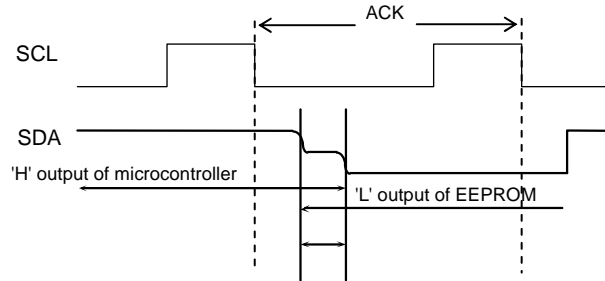 ACK
SCL
SDA
'H' output of microcontroller
'L' output of EEPROM